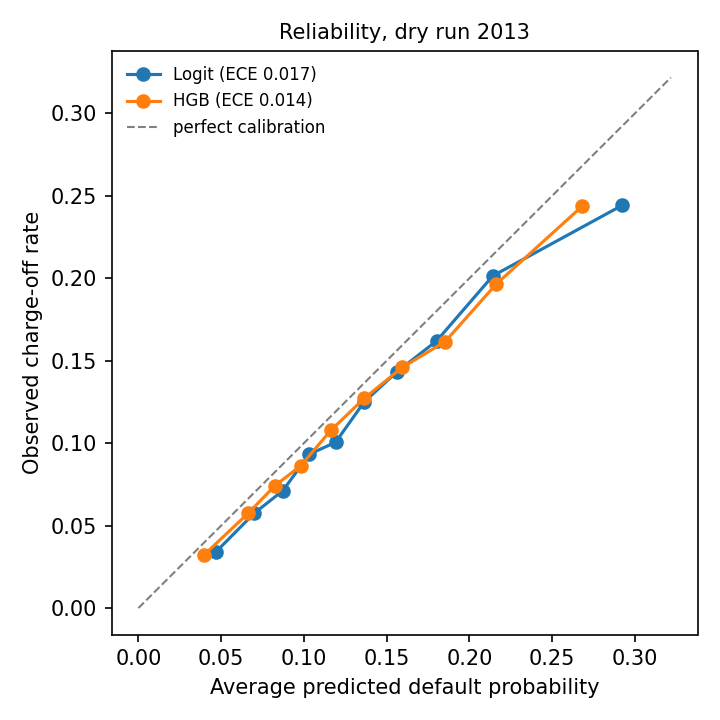 Reliability, dry run 2013
Logit (ECE 0.017)
HGB (ECE 0.014)
perfect calibration
Observed charge-off rate
0.30
0.25
0.20
0.15
0.10
0.05
0.00
0.00 0.05 0.10 0.15 0.20 0.25 0.30
Average predicted default probability